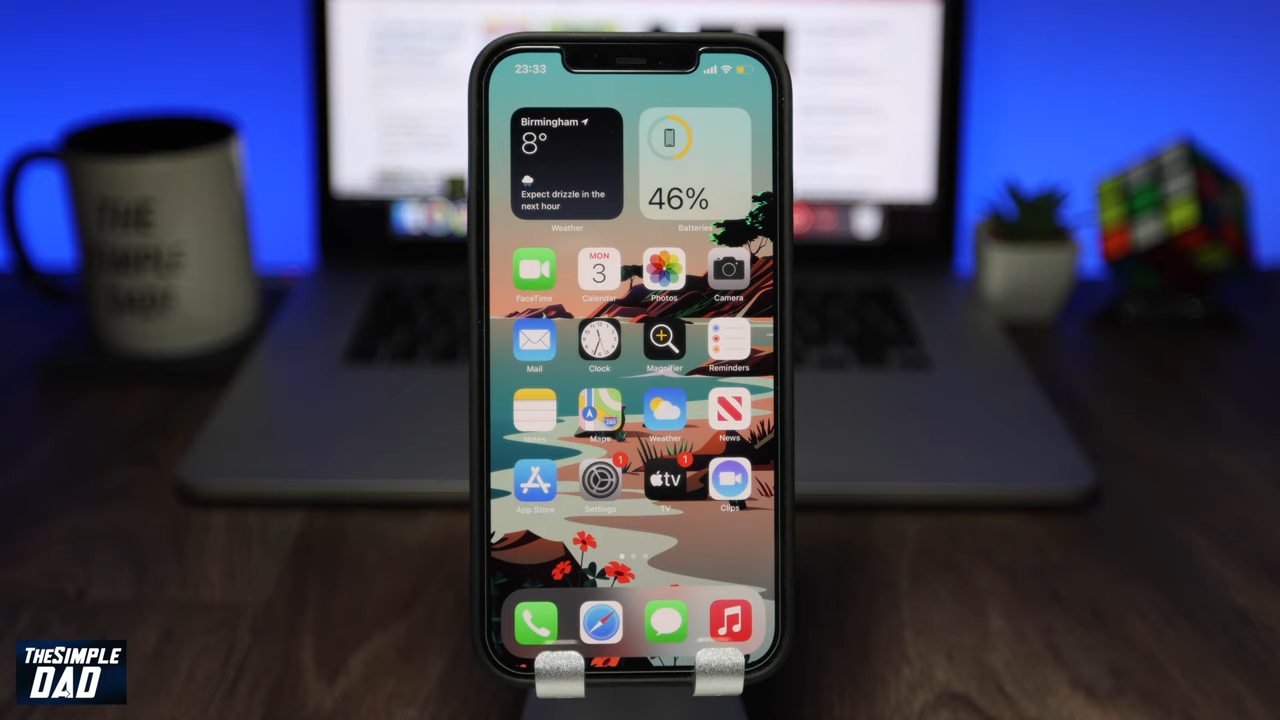 23:33
Birmingham
8°
Expect drizzle in the
next hour
46%
Weather
Batteries
FaceTime
MON
3
Calendar
Photos
Camera
Mail
Clock
Magnifier
Reminders
Notes
280
Maps
Weather
News
App Store
1
Settings
1
tv
TV
Clips
THE
SIMPLE
DAD!
THESIMPLE
DAD